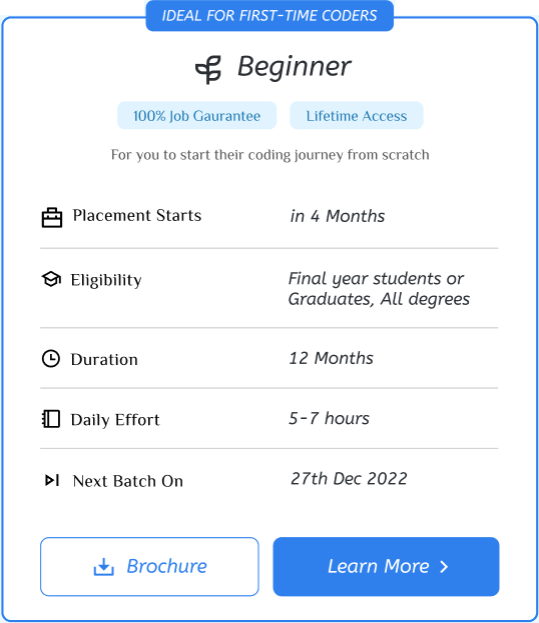 IDEAL FOR FIRST-TIME CODERS
Beginner
100% Job Gaurantee Lifetime Access
For you to start their coding journey from scratch
Placement Starts in 4 Months
Eligibility Final year students or
Graduates, All degrees
Duration 12 Months
Daily Effort 5-7 hours
Next Batch On 27th Dec 2022
Brochure Learn More